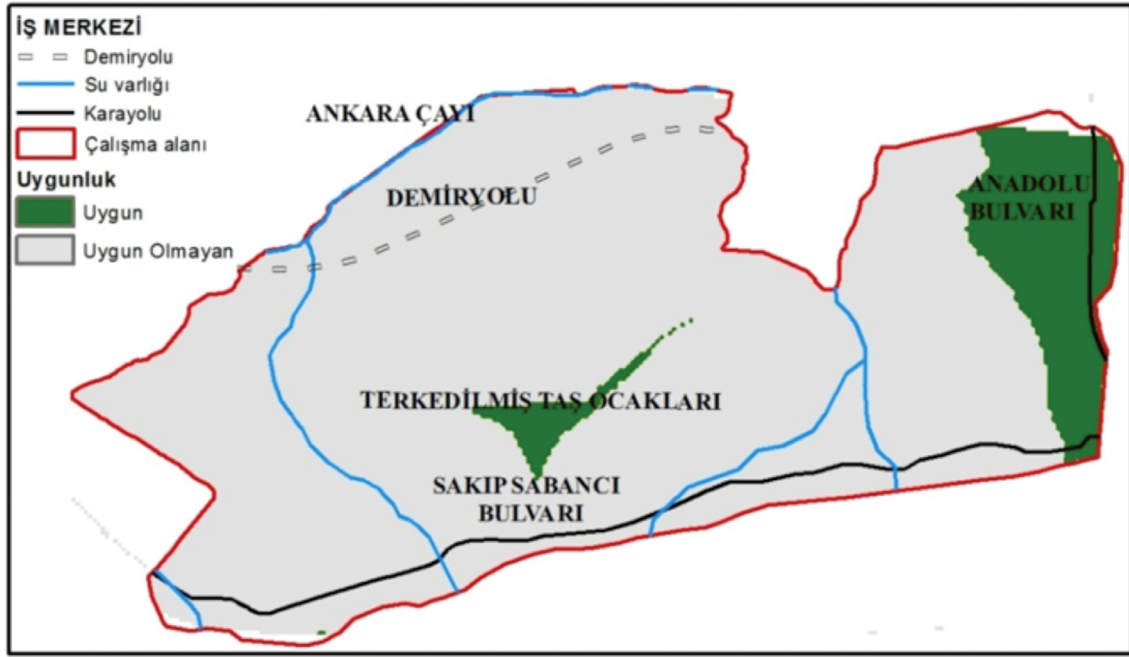 İŞ MERKEZİ
Demiryolu
Su varlığı
Karayolu
Çalışma alanı
Uygunluk
Uygun
Uygun Olmayan
ANKARA ÇAYI
DEMİRYOLU
ANADOLU
BULVARI
TERKEDİLMİŞ TAŞ OCAKLARI
SAKIP SABANCI
BULVARI